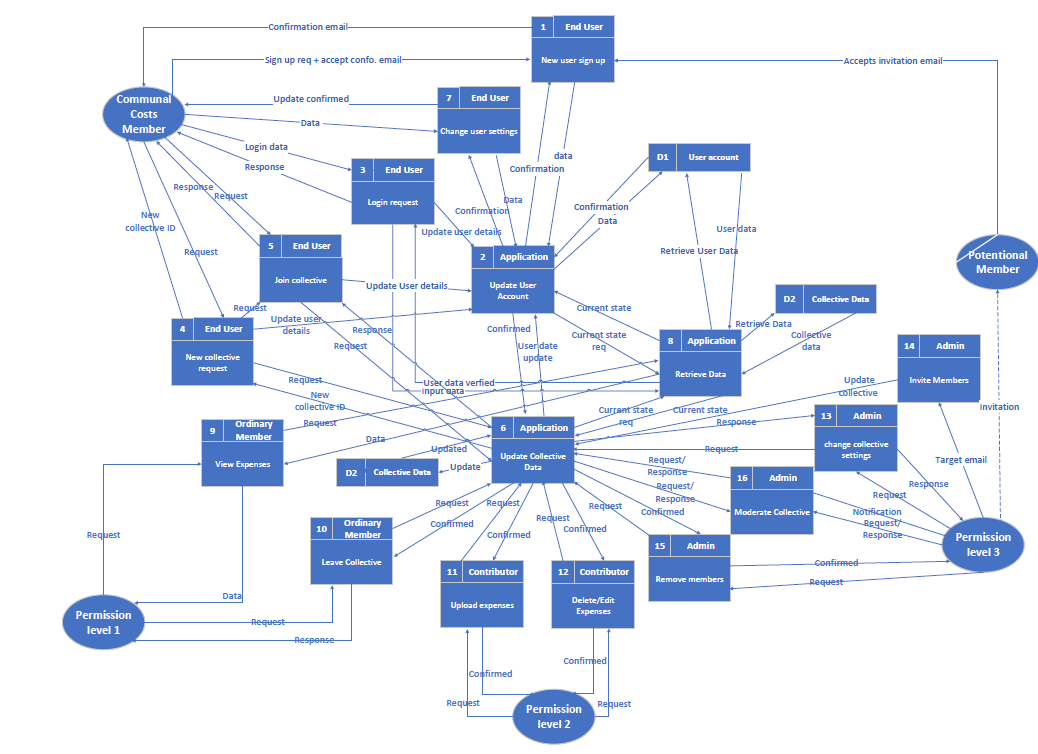 Confirmation email
1 End User
New user sign up
Sign up req + accept confo. email
Accepts invitation email
Communal
Costs
Member
Update confirmed
7 End User
Change user settings
Data
Login data
Response
3 End User
Login request
data
Confirmation
D1 User account
Response
Request
New
collective ID
Data
Confirmation
Confirmation
Data
Update user details
User data
Retrieve User Data
5 End User
Join collective
Request
2 Application
Update User
Account
Potentional
Member
Update User details
D2 Collective Data
Request
Update user
details
Response
Request
Current state
Current state
req
Retrieve Data
Collective
data
4 End User
New collective
request
Confirmed
User date
update
8 Application
Retrieve Data
14 Admin
Invite Members
Request
New
collective ID
User data verfied
Input data
Update
collective
Invitation
Current state
req
Current state
Response
13 Admin
change collective
settings
Request
9 Ordinary
Member
View Expenses
Data
6 Application
Update Collective
Data
Request
Updated
Update
D2 Collective Data
Request/
Response
Request/
Response
16 Admin
Moderate Collective
Target email
Response
Request
Notification
Request/
Response
Request
Request
Request
Request
Confirmed
Confirmed
Confirmed
Confirmed
10 Ordinary
Member
Leave Collective
Request
15 Admin
Remove members
Permission
level 3
Confirmed
Request
11 Contributor
Upload expenses
12 Contributor
Delete/Edit
Expenses
Data
Request
Response
Permission
level 1
Confirmed
Confirmed
Request
Request
Permission
level 2